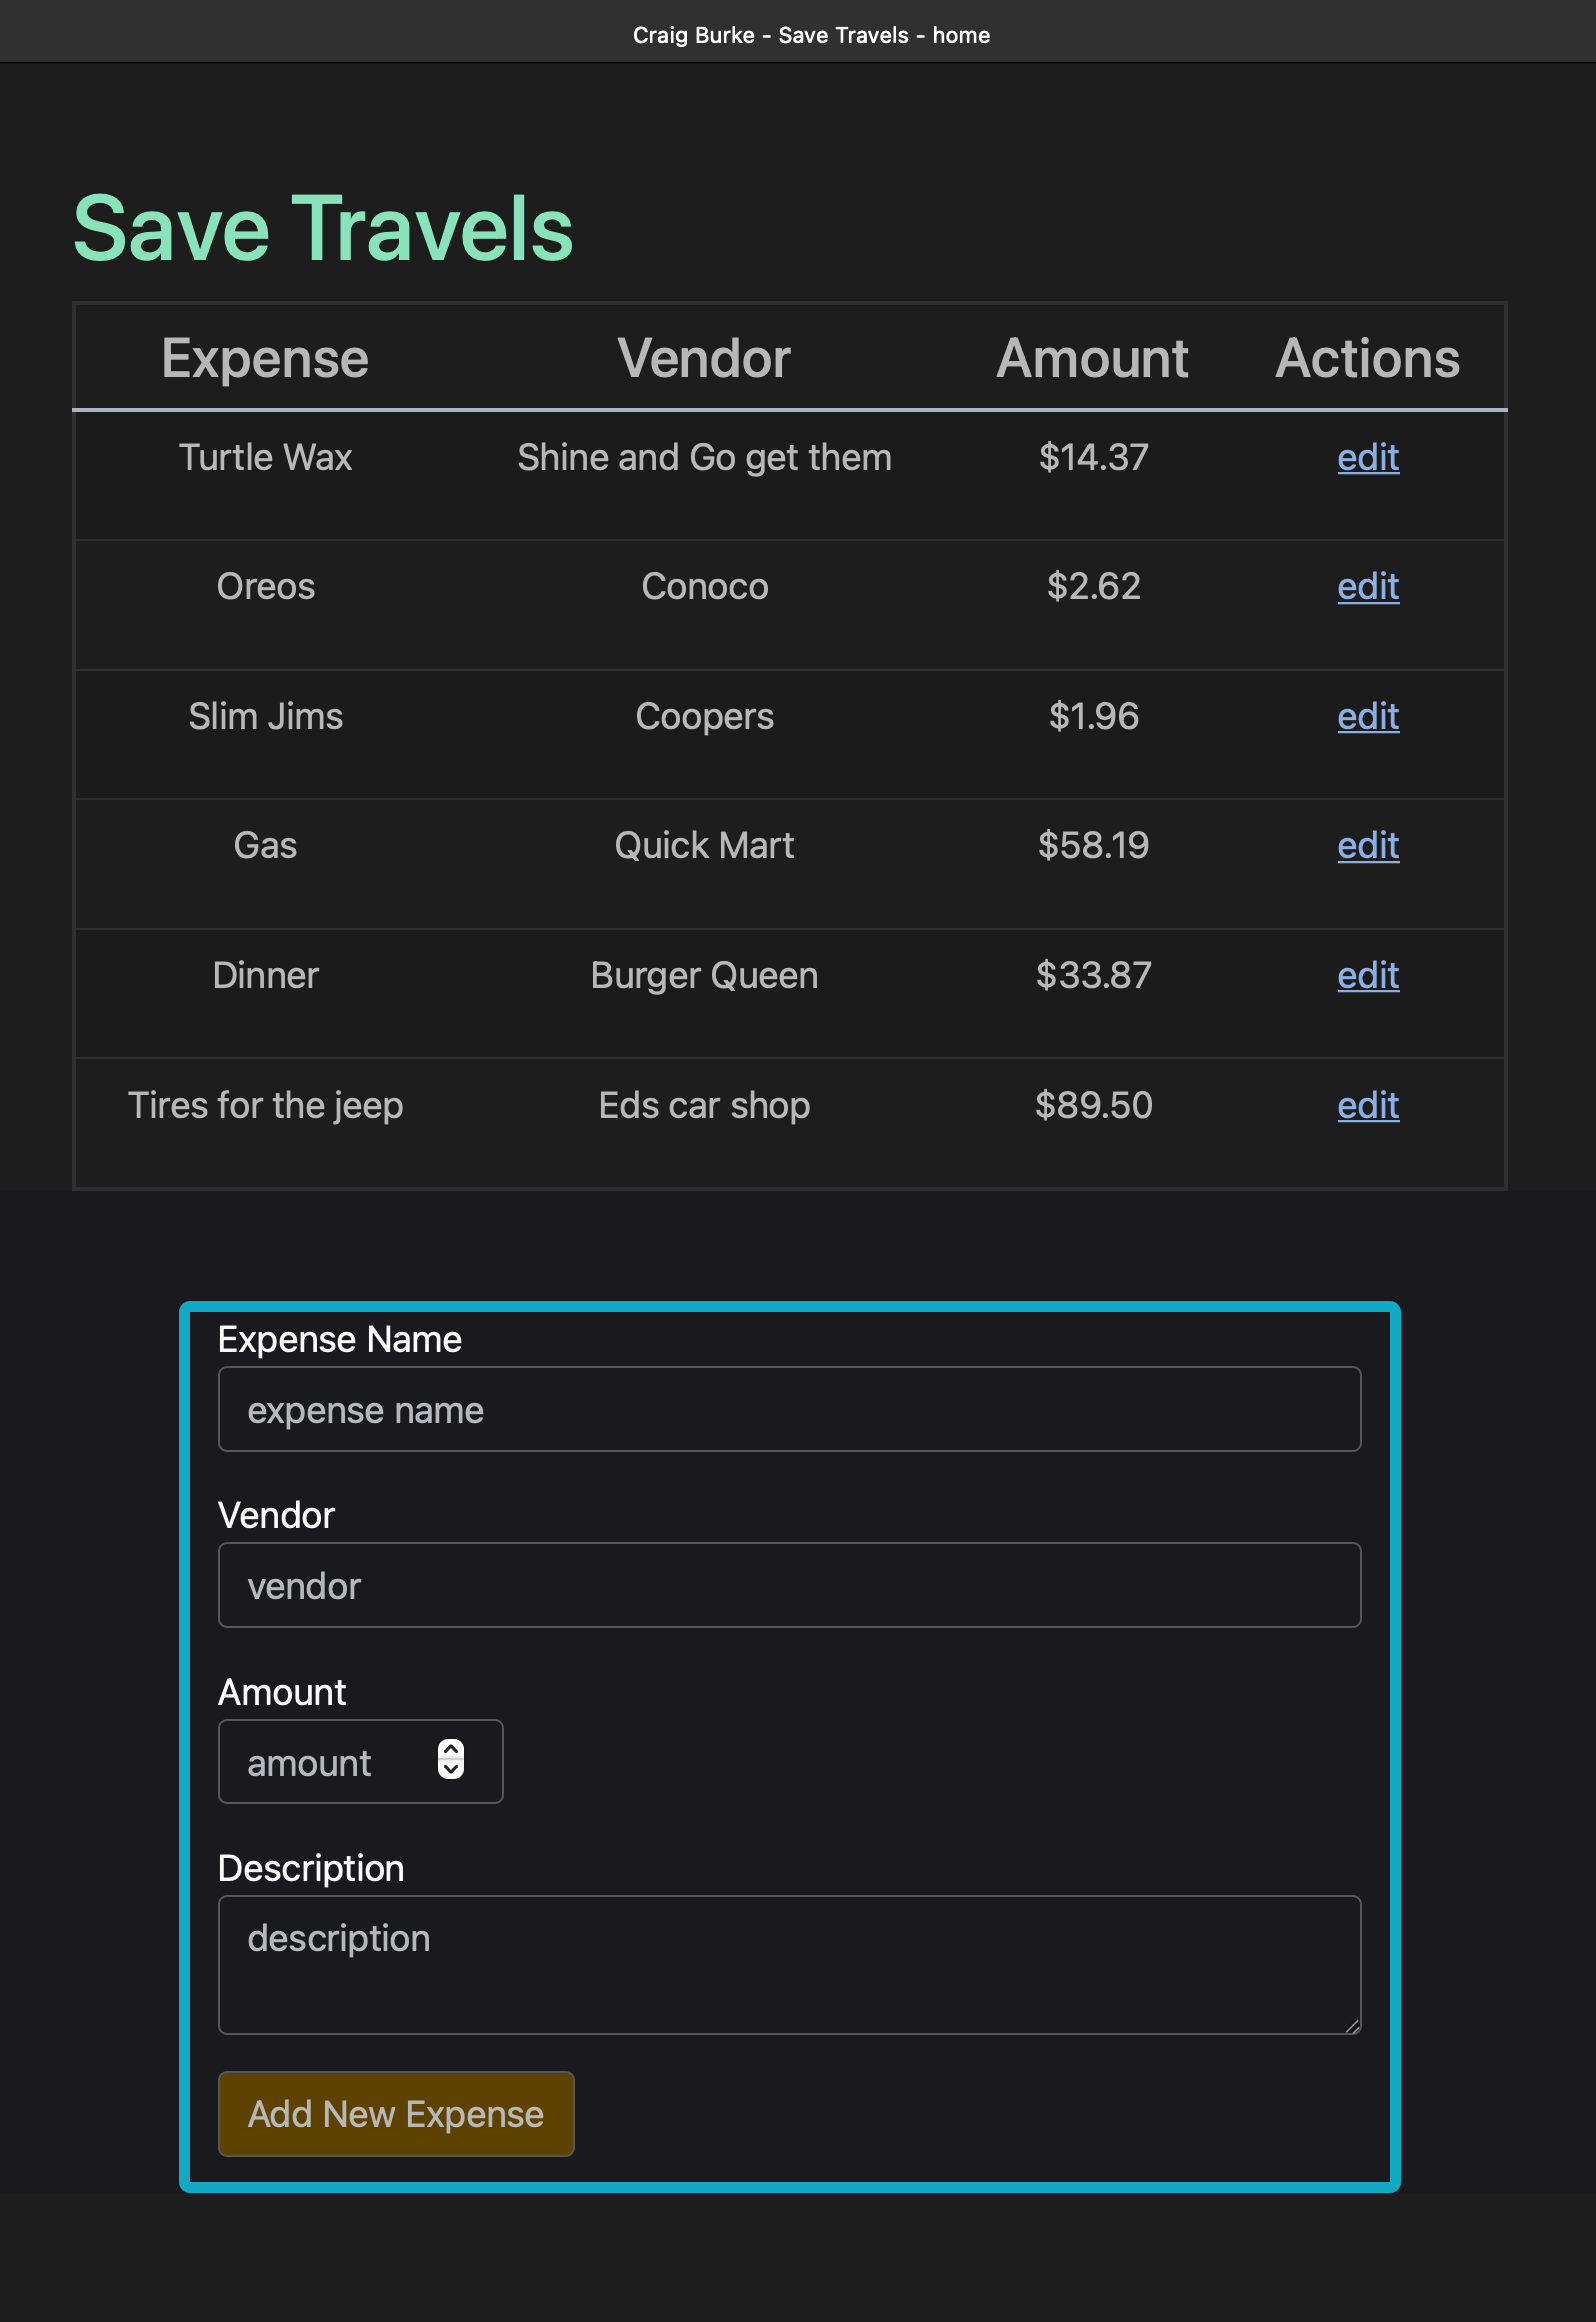 Craig Burke - Save Travels - home
Save Travels
Expense Vendor Amount Actions
Turtle Wax Shine and Go get them $14.37 edit
Oreos Conoco $2.62 edit
Slim Jims Coopers $1.96 edit
Gas Quick Mart $58.19 edit
Dinner Burger Queen $33.87 edit
Tires for the jeep Eds car shop $89.50 edit
Expense Name
expense name
Vendor
vendor
Amount
amount
Description
description
Add New Expense